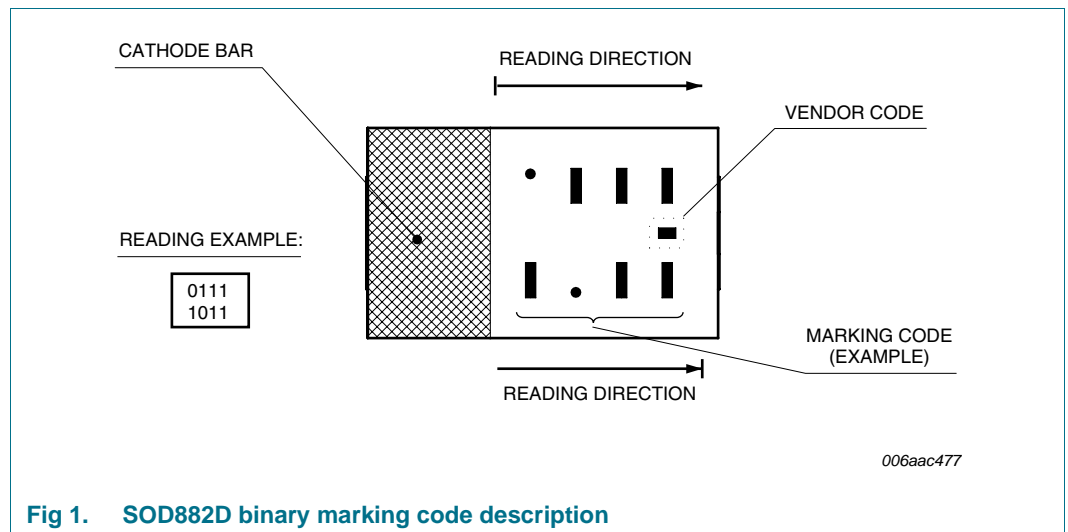 CATHODE BAR
READING DIRECTION
VENDOR CODE
READING EXAMPLE:
0111
1011
MARKING CODE
(EXAMPLE)
READING DIRECTION
006aac477
Fig 1. SOD882D binary marking code description